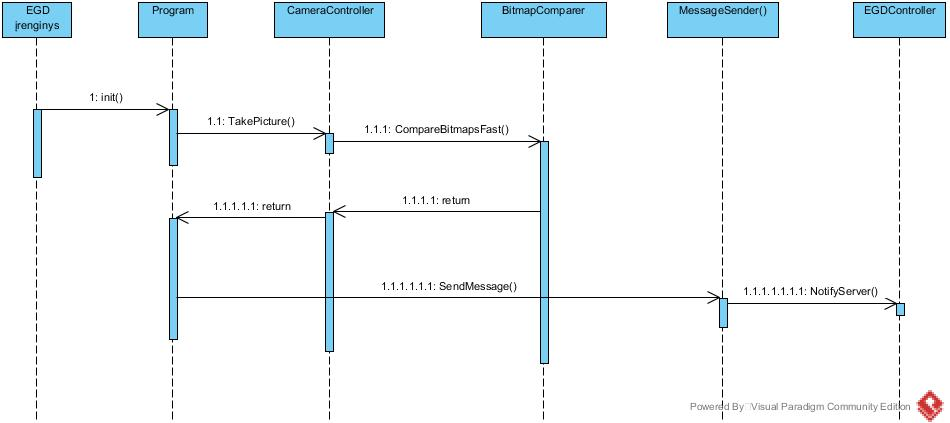 EGD
įrenginys
Program
CameraController
BitmapComparer
MessageSender()
EGDController
1: init()
1.1: TakePicture()
1.1.1: CompareBitmapsFast()
1.1.1.1: return
1.1.1.1.1: return
1.1.1.1.1.1: SendMessage()
1.1.1.1.1.1.1: NotifyServer()
Powered By Visual Paradigm Community Edition